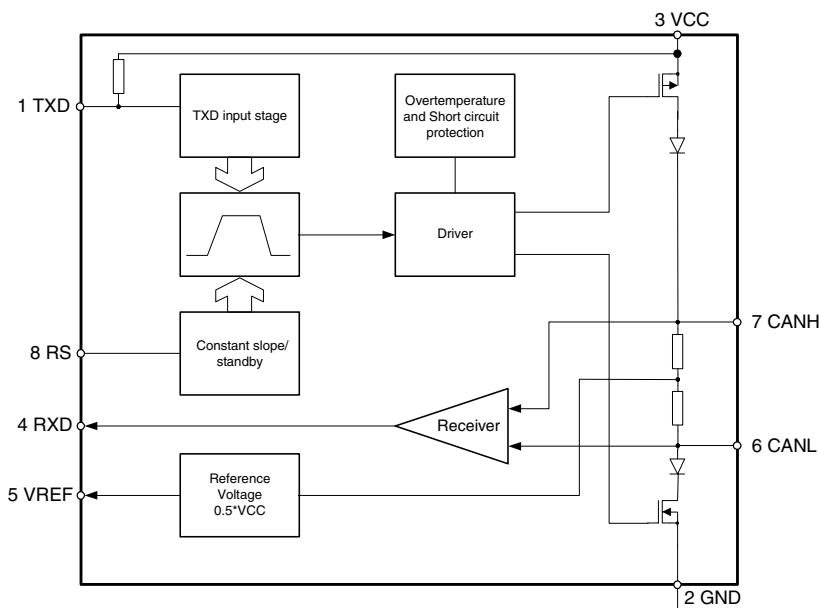 3 VCC
1 TXD
TXD input stage
Overtemperature
and Short circuit
protection
Driver
7 CANH
8 RS
Constant slope/
standby
4 RXD
Receiver
6 CANL
5 VREF
Reference
Voltage
0.5*VCC
2 GND